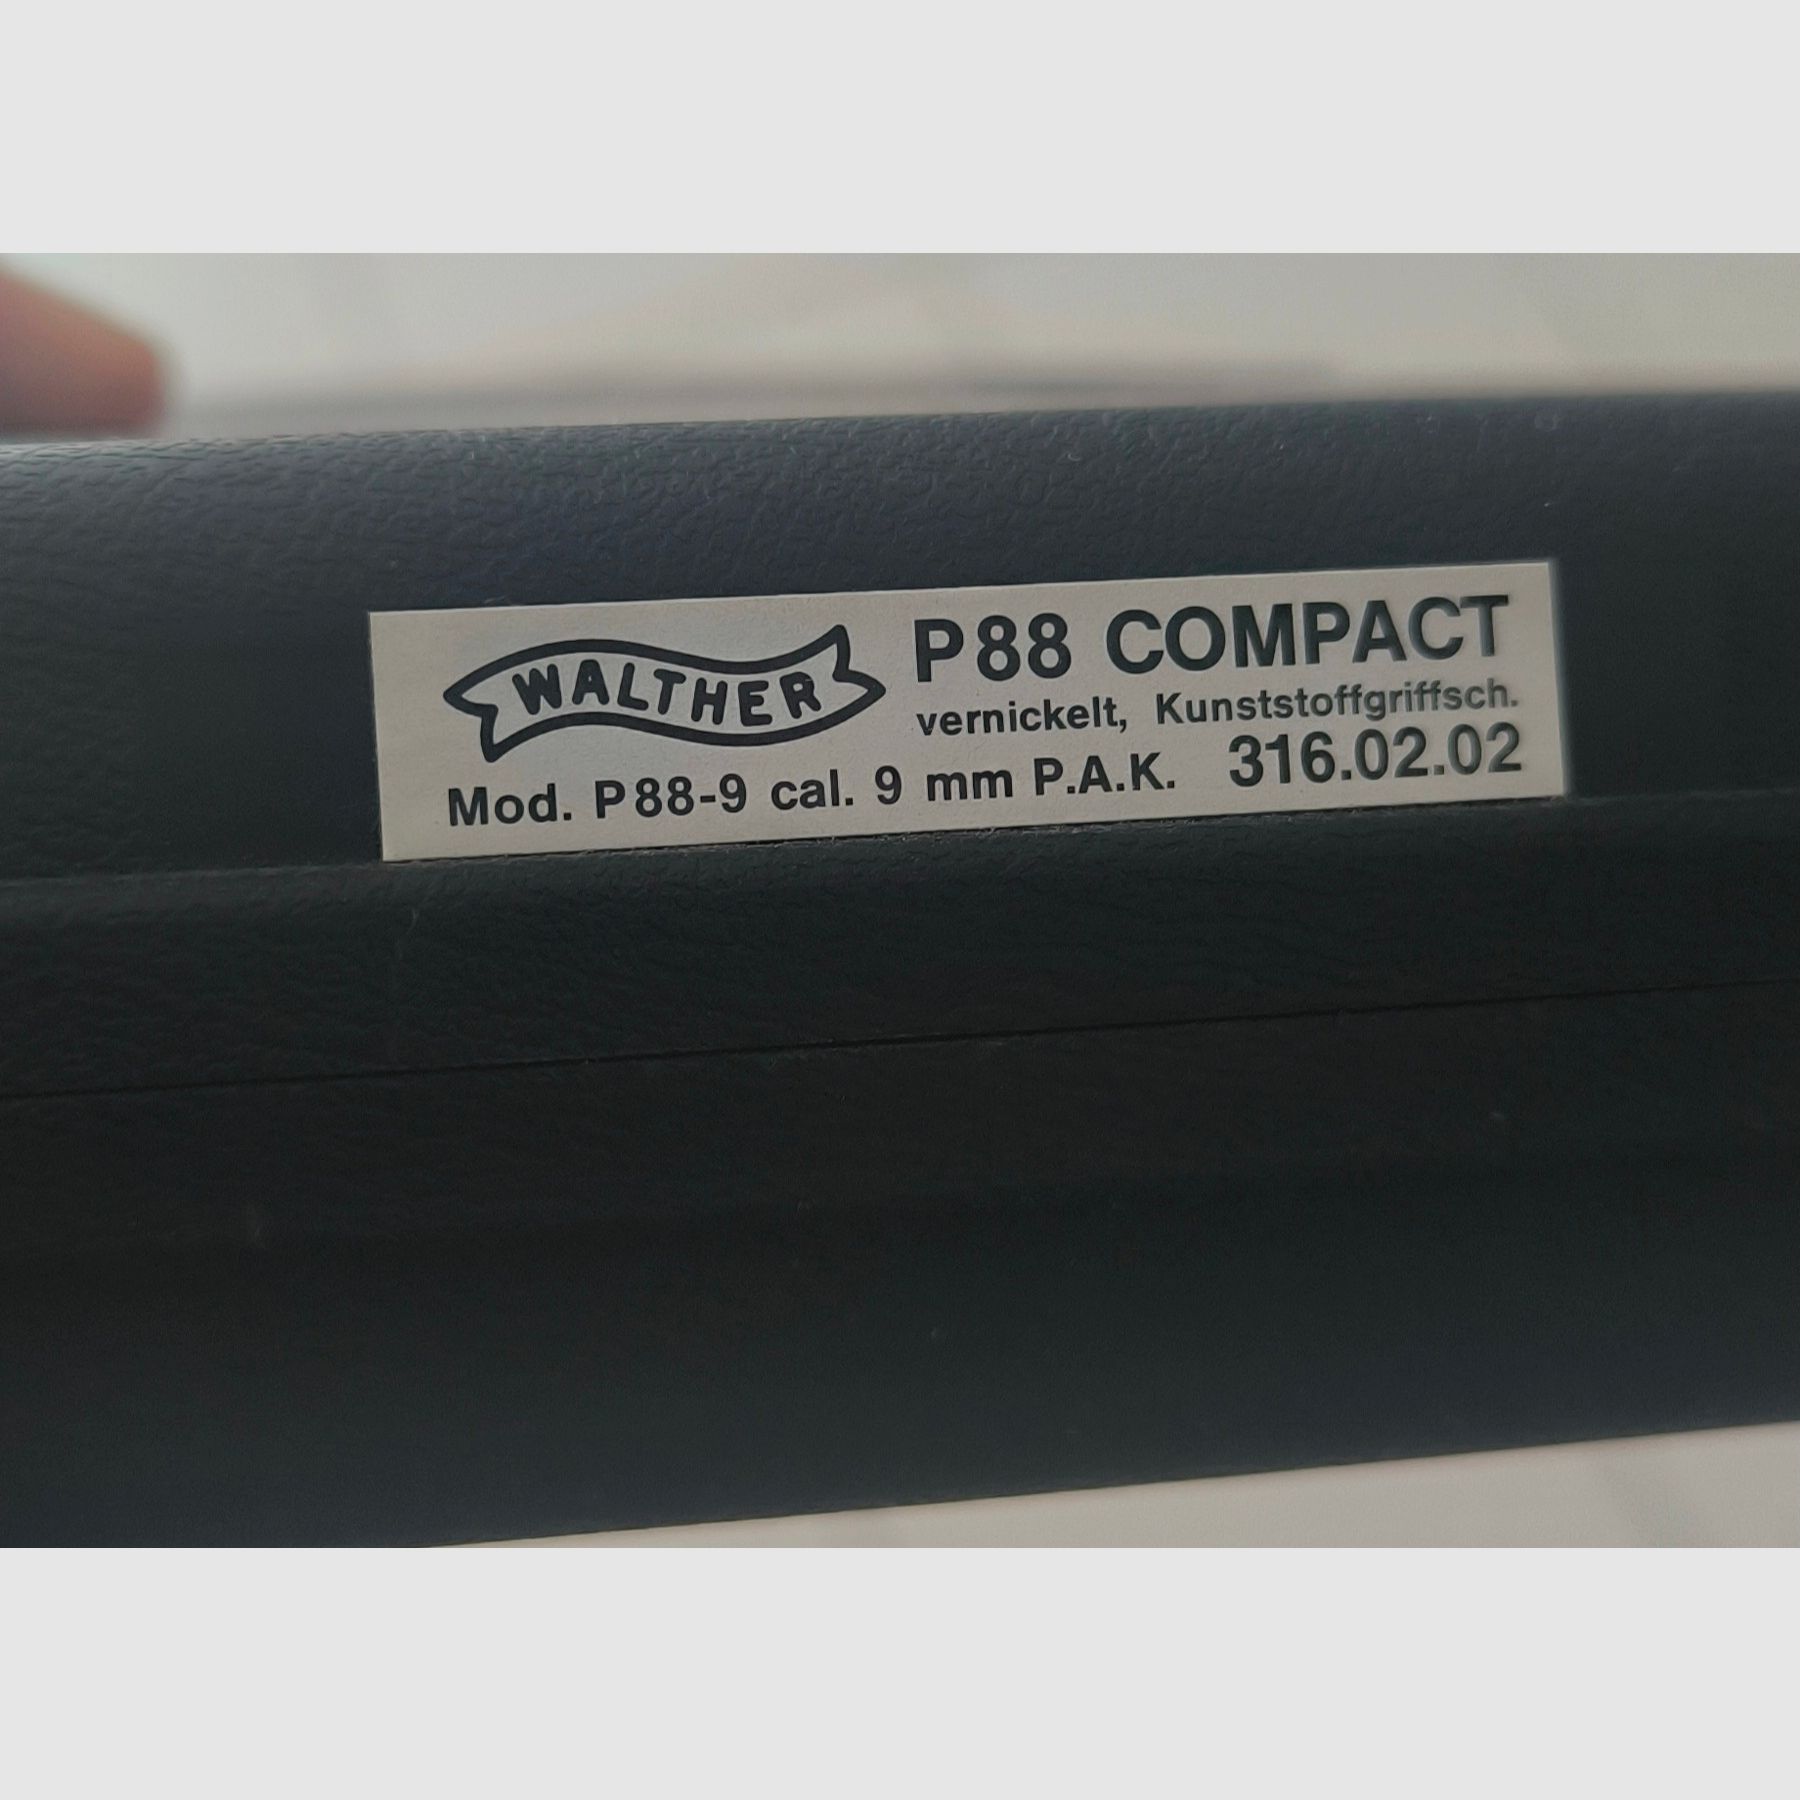 WALTHER
P88 COMPACT
vernickelt, Kunststoffgriffsch.
Mod. P88-9 cal. 9 mm P.A.K. 316.02.02